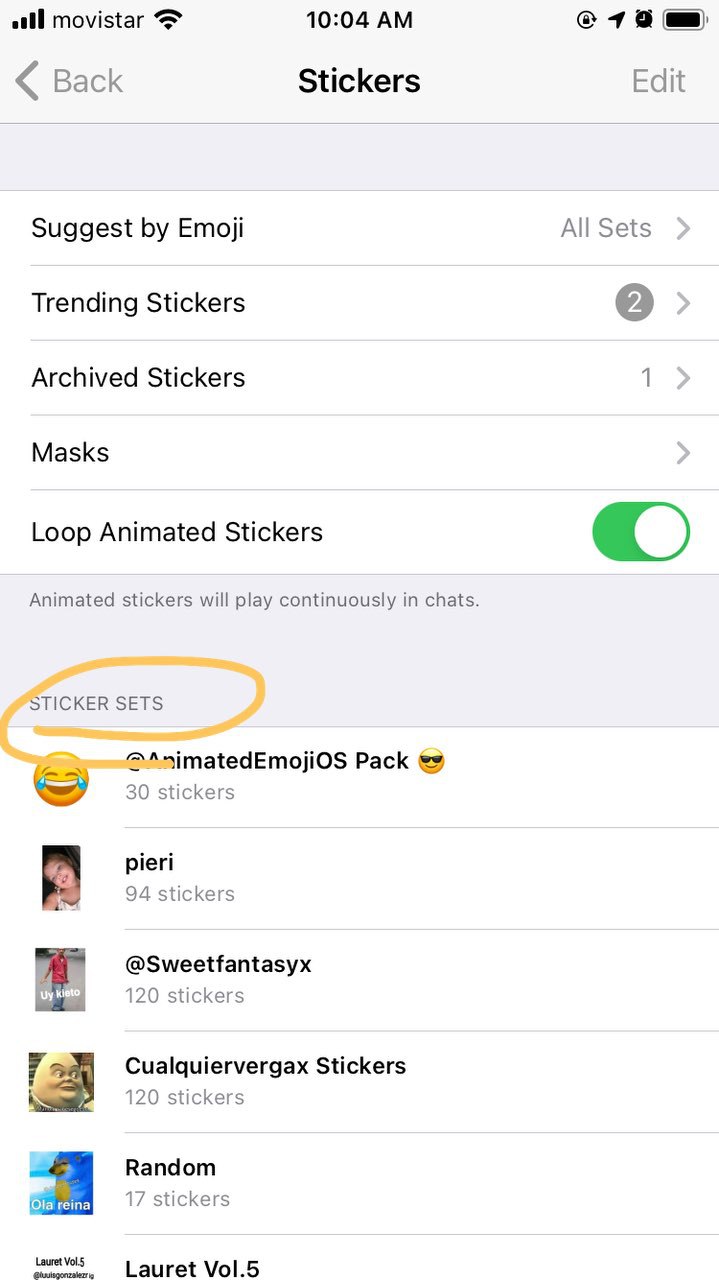 movistar 10:04 AM
Back Stickers Edit
Suggest by Emoji All Sets
Trending Stickers 2
Archived Stickers 1
Masks
Loop Animated Stickers
Animated stickers will play continuously in chats.
STICKER SETS
@AnimatedEmojiOS Pack 😎
30 stickers
pieri
94 stickers
@Sweetfantasyx
120 stickers
Uy kieto
Cualquiervergax Stickers
120 stickers
Random
17 stickers
Ola reina
Lauret Vol.5
Lauret Vol.5